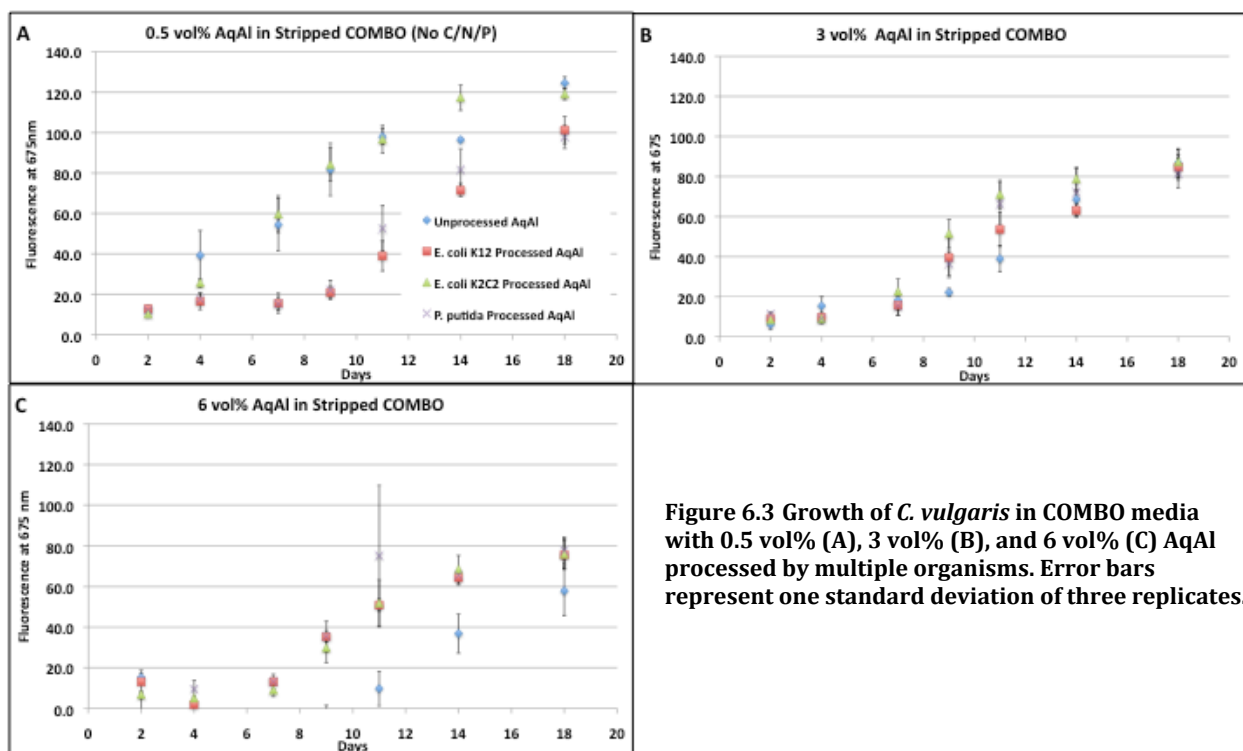 A
0.5 vol% AqAl in Stripped COMBO (No C/N/P)
Fluorescence at 675nm
140.0
120.0
100.0
80.0
60.0
40.0
20.0
0.0
0 2 4 6 8 10 12 14 16 18 20
Days
Unprocessed AqAl
E. coli K12 Processed AqAl
E. coli K2C2 Processed AqAl
P. putida Processed AqAl
B
3 vol% AqAl in Stripped COMBO
Fluorescence at 675
140.0
120.0
100.0
80.0
60.0
40.0
20.0
0.0
0 2 4 6 8 10 12 14 16 18 20
Days
C
6 vol% AqAl in Stripped COMBO
Fluorescence at 675 nm
140.0
120.0
100.0
80.0
60.0
40.0
20.0
0.0
0 2 4 6 8 10 12 14 16 18 20
Days
Figure 6.3 Growth of C. vulgaris in COMBO media
with 0.5 vol% (A), 3 vol% (B), and 6 vol% (C) AqAl
processed by multiple organisms. Error bars
represent one standard deviation of three replicates.